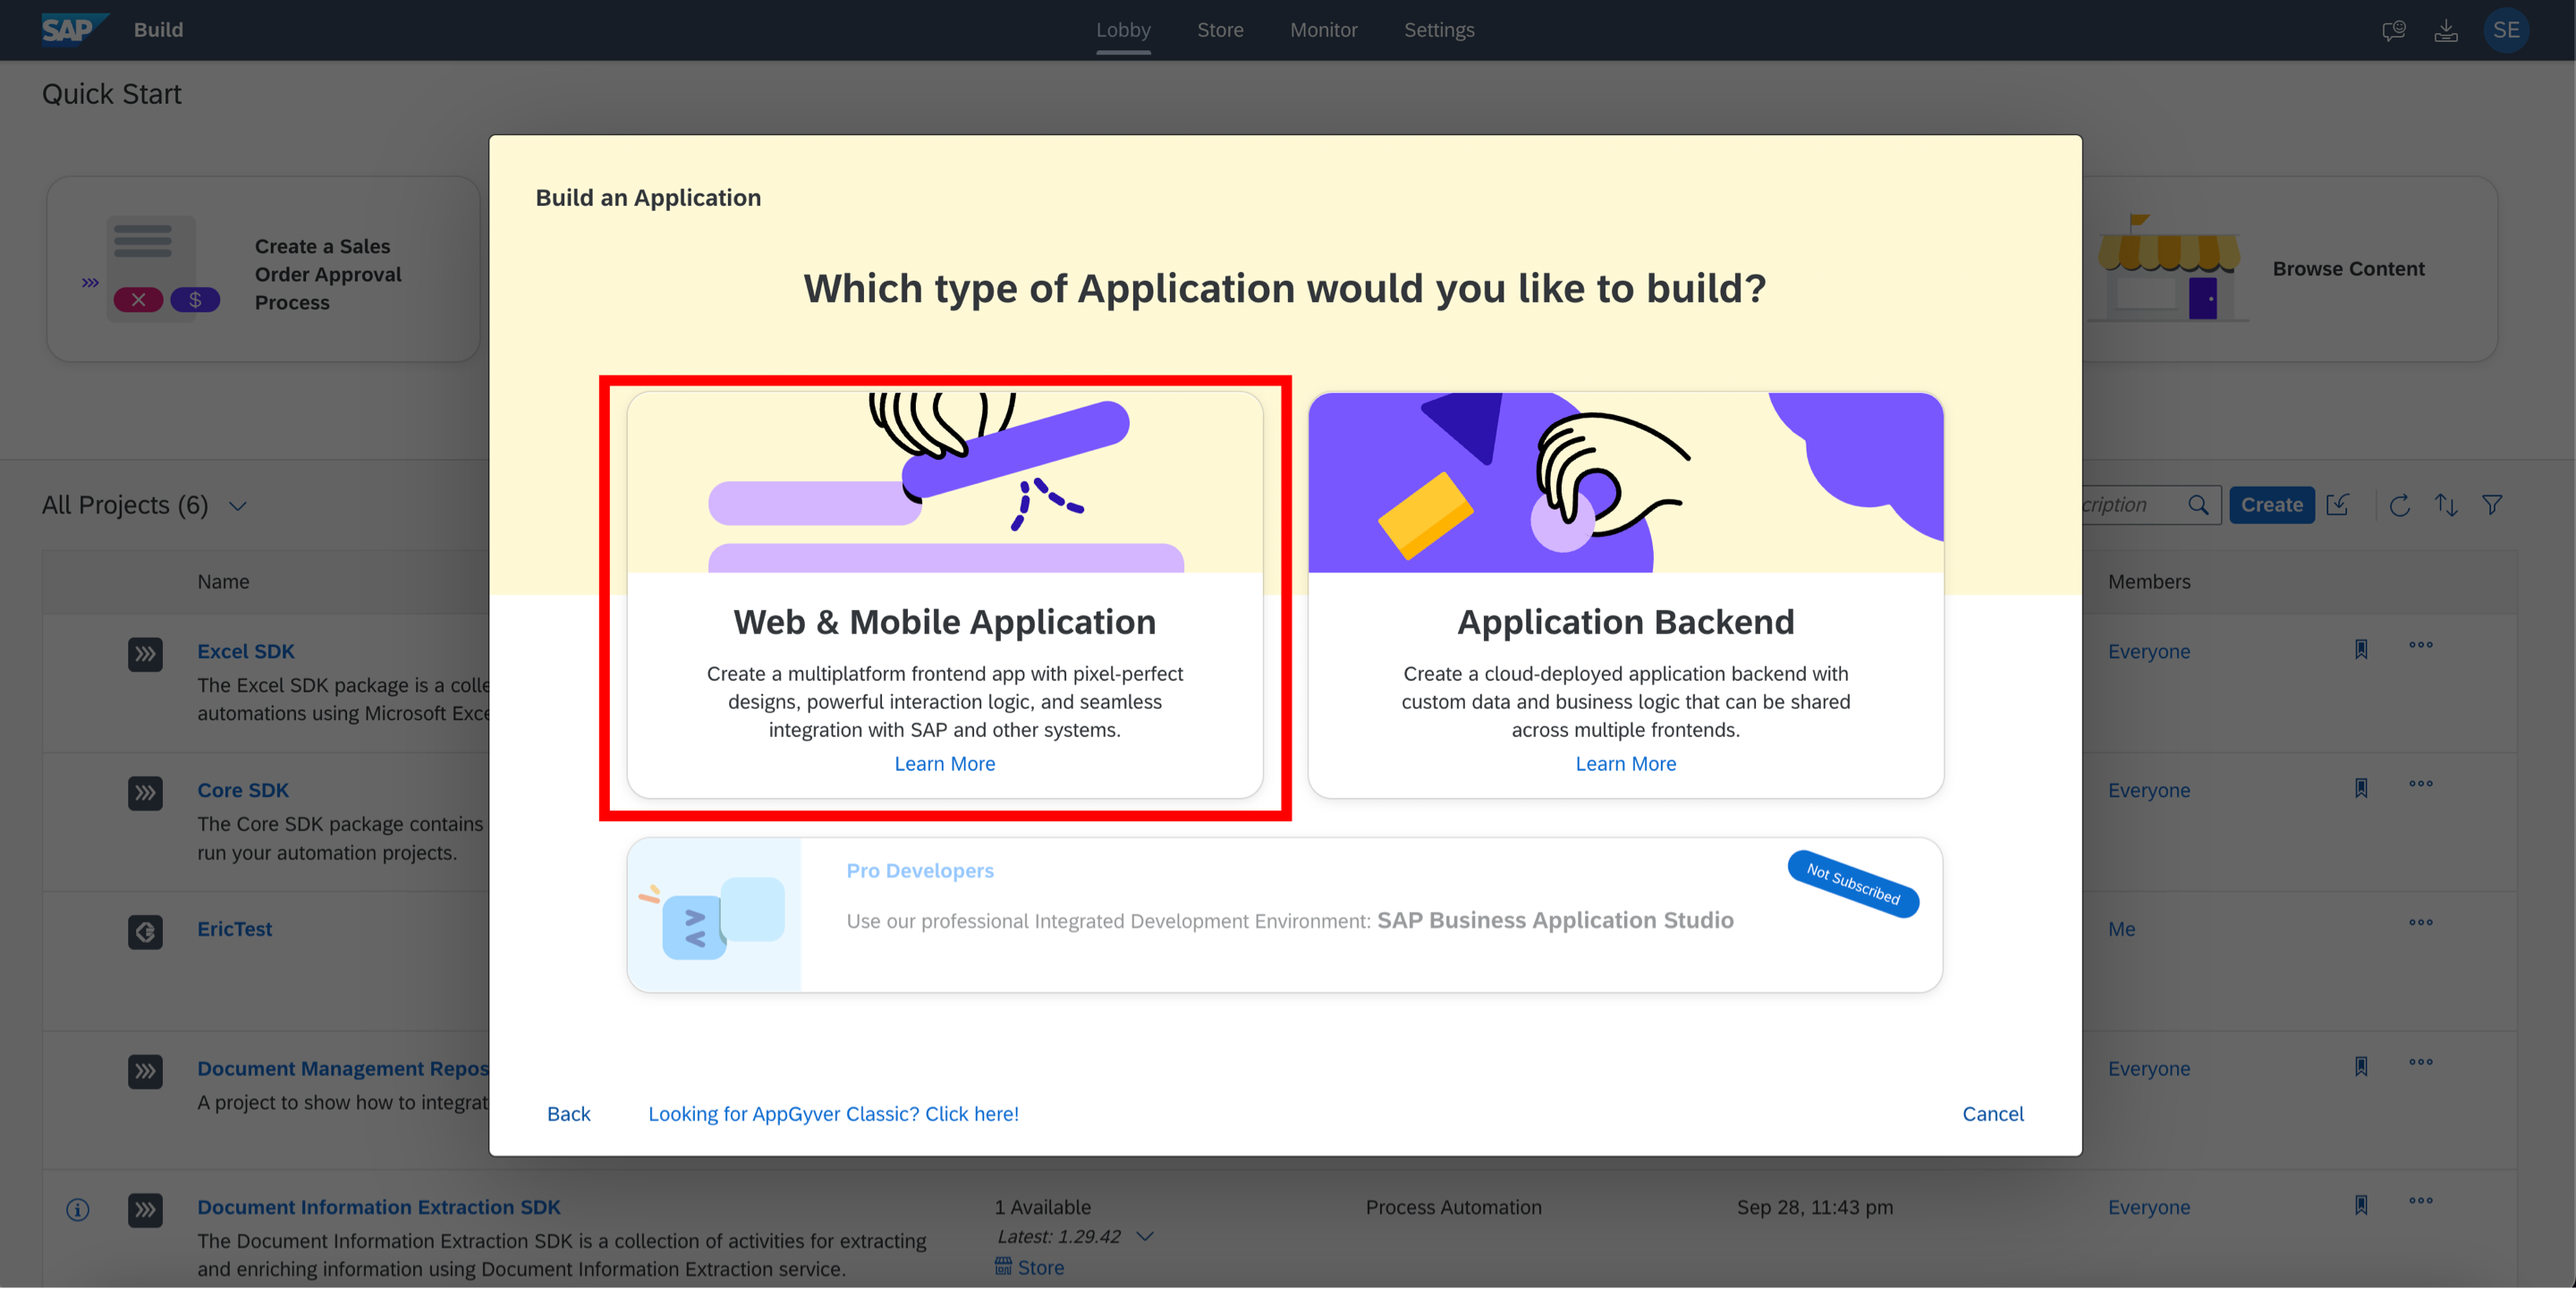 SAP Build
Lobby Store Monitor Settings
SE
Quick Start
Create a Sales
Order Approval
Process
$
Browse Content
Build an Application
Which type of Application would you like to build?
Web & Mobile Application
Create a multiplatform frontend app with pixel-perfect
designs, powerful interaction logic, and seamless
integration with SAP and other systems.
Learn More
Application Backend
Create a cloud-deployed application backend with
custom data and business logic that can be shared
across multiple frontends.
Learn More
Pro Developers
Not Subscribed
Use our professional Integrated Development Environment: SAP Business Application Studio
Back
Looking for AppGyver Classic? Click here!
Cancel
All Projects (6)
cription
Create
Name
Members
Excel SDK
The Excel SDK package is a colle
automations using Microsoft Exce
Everyone
Core SDK
The Core SDK package contains
run your automation projects.
Everyone
EricTest
Me
Document Management Repos
A project to show how to integrat
Everyone
Document Information Extraction SDK
The Document Information Extraction SDK is a collection of activities for extracting
and enriching information using Document Information Extraction service.
1 Available
Latest: 1.29.42
Store
Process Automation
Sep 28, 11:43 pm
Everyone